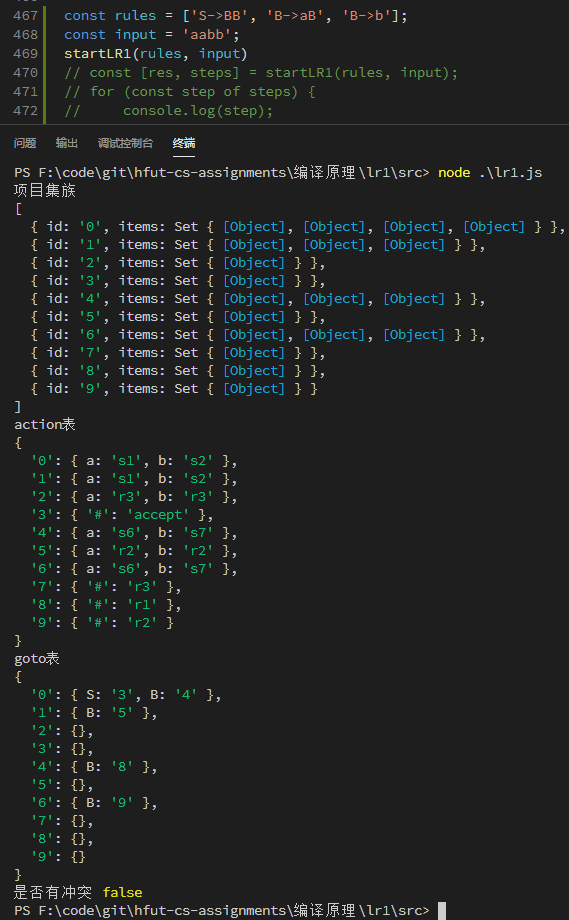 467 const rules = ['S->BB', 'B->aB', 'B->b'];
468 const input = 'aabb';
469 startLR1(rules, input)
470 // const [res, steps] = startLR1(rules, input);
471 // for (const step of steps) {
472 //     console.log(step);
问题 输出 调试控制台 终端
PS F:\code\git\hfut-cs-assignments\编译原理\lr1\src> node .\lr1.js
项目集族
[
  { id: '0', items: Set { [Object], [Object], [Object], [Object] } },
  { id: '1', items: Set { [Object], [Object], [Object] } },
  { id: '2', items: Set { [Object] } },
  { id: '3', items: Set { [Object] } },
  { id: '4', items: Set { [Object], [Object], [Object] } },
  { id: '5', items: Set { [Object] } },
  { id: '6', items: Set { [Object], [Object], [Object] } },
  { id: '7', items: Set { [Object] } },
  { id: '8', items: Set { [Object] } },
  { id: '9', items: Set { [Object] } }
]
action表
{
  '0': { a: 's1', b: 's2' },
  '1': { a: 's1', b: 's2' },
  '2': { a: 'r3', b: 'r3' },
  '3': { '#': 'accept' },
  '4': { a: 's6', b: 's7' },
  '5': { a: 'r2', b: 'r2' },
  '6': { a: 's6', b: 's7' },
  '7': { '#': 'r3' },
  '8': { '#': 'r1' },
  '9': { '#': 'r2' }
}
goto表
{
  '0': { S: '3', B: '4' },
  '1': { B: '5' },
  '2': {},
  '3': {},
  '4': { B: '8' },
  '5': {},
  '6': { B: '9' },
  '7': {},
  '8': {},
  '9': {}
}
是否有冲突 false
PS F:\code\git\hfut-cs-assignments\编译原理\lr1\src>